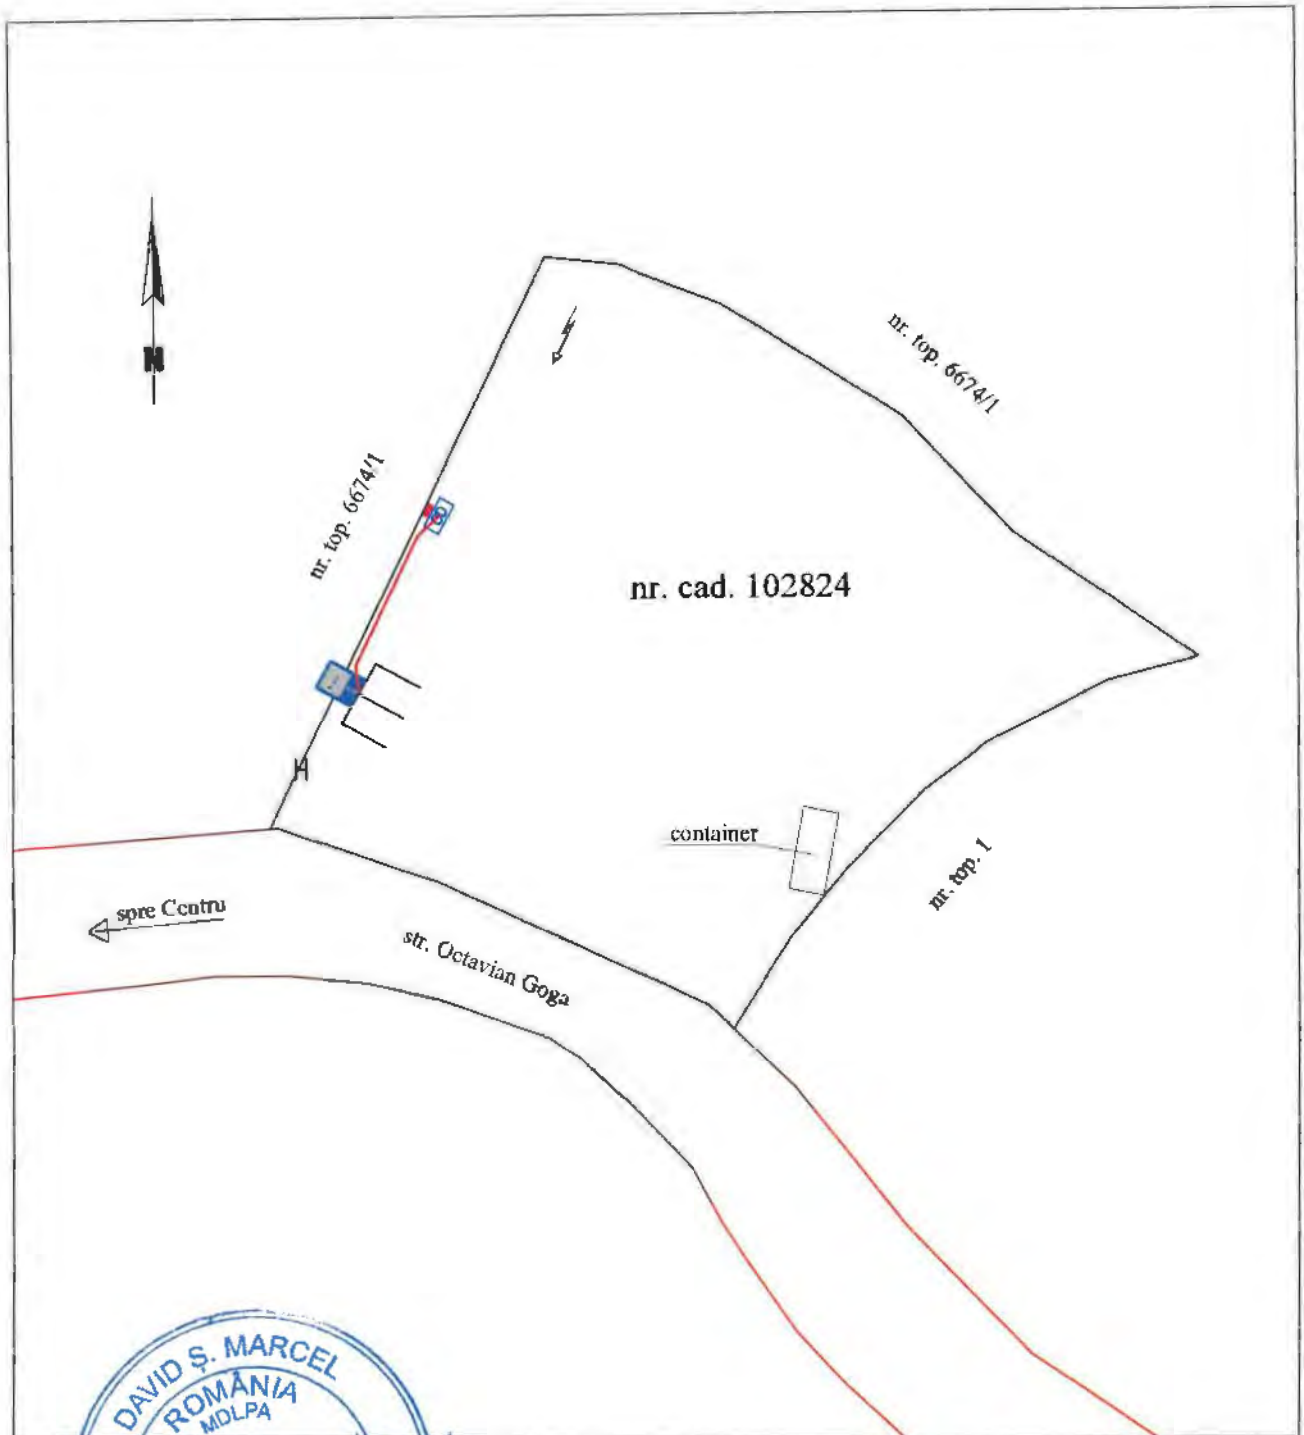 nr. top. 6674/1
N
nr. top. 6674/1
nr. cad. 102824
H
container
nr. top. 1
spre Centru
str. Octavian Goga
DAVID Ș. MARCEL
ROMÂNIA
MDLPA